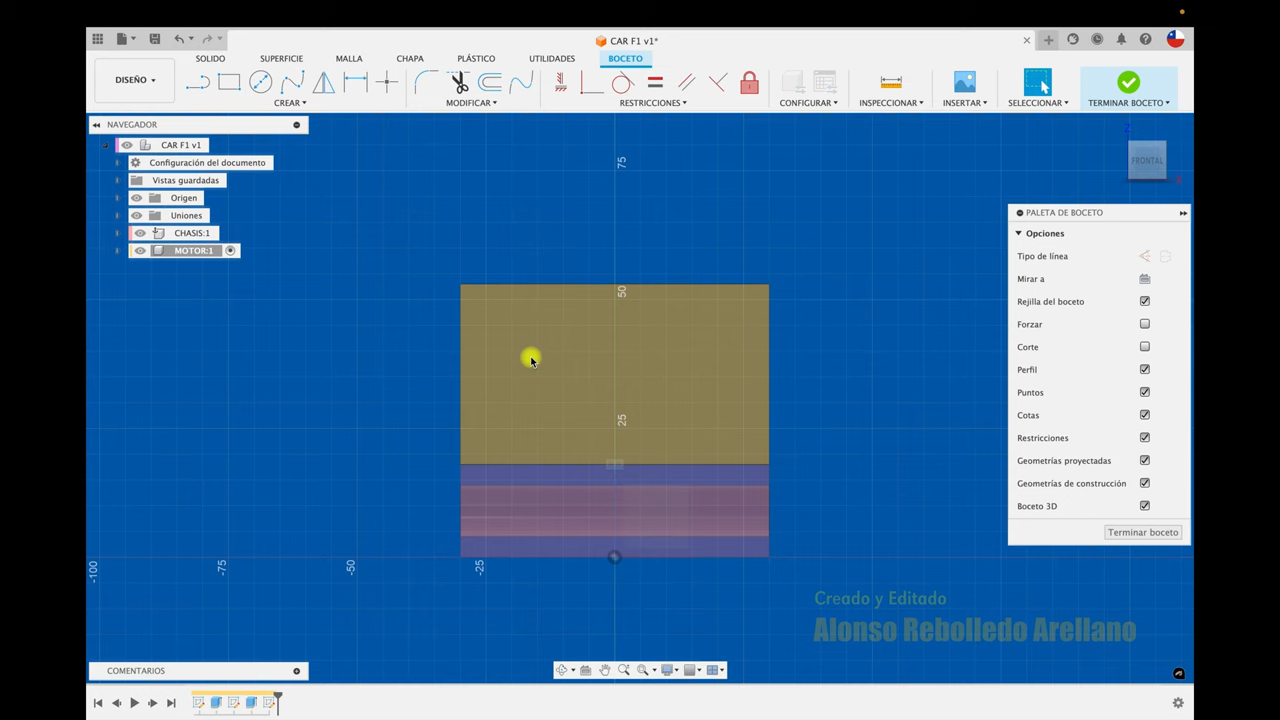 CAR F1 v1*
DISEÑO
SOLIDO
SUPERFICIE
MALLA
CHAPA
PLÁSTICO
UTILIDADES
BOCETO
CREAR
MODIFICAR
RESTRICCIONES
CONFIGURAR
INSPECCIONAR
INSERTAR
SELECCIONAR
TERMINAR BOCETO
NAVEGADOR
CAR F1 v1
Configuración del documento
Vistas guardadas
Origen
Uniones
CHASIS:1
MOTOR:1
75
50
25
-100
-75
-50
-25
Z
FRONTAL
X
PALETA DE BOCETO
Opciones
Tipo de línea
Mirar a
Rejilla del boceto
Forzar
Corte
Perfil
Puntos
Cotas
Restricciones
Geometrías proyectadas
Geometrías de construcción
Boceto 3D
Terminar boceto
Creado y Editado
Alonso Rebolledo Arellano
COMENTARIOS